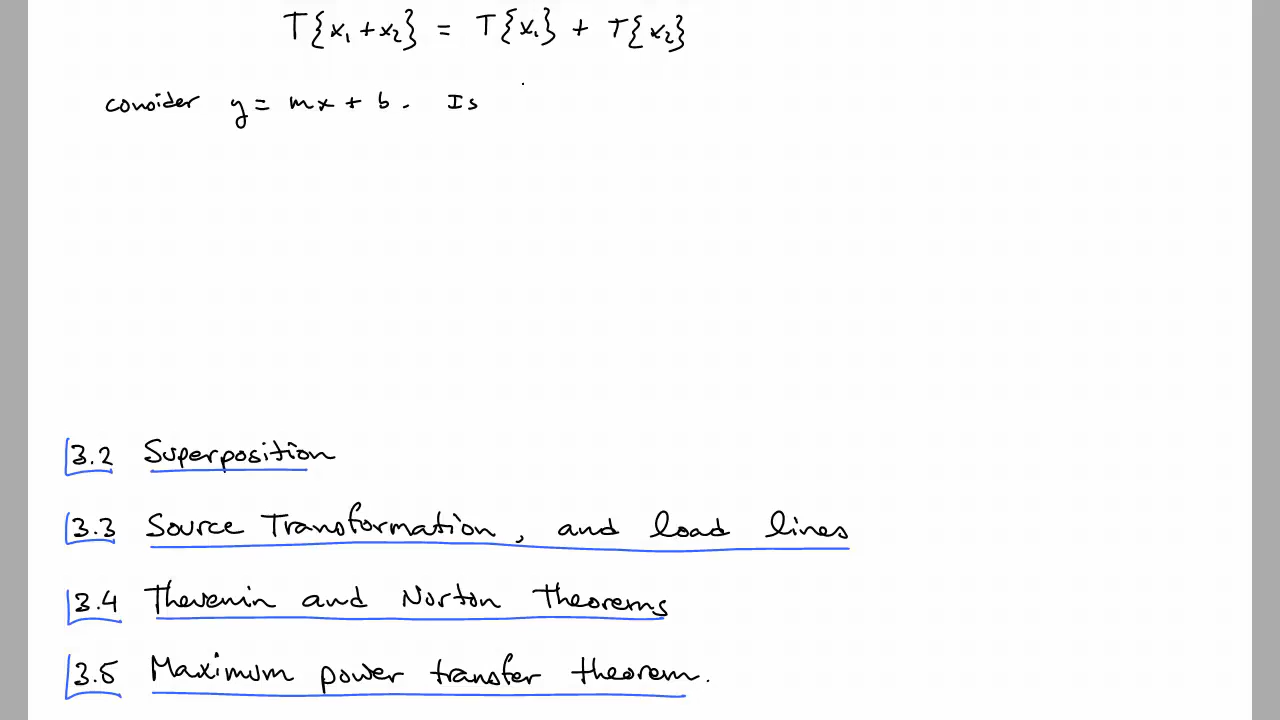 T{x₁ + x₂} = T{x₁} + T{x₂}
consider y = mx + b. Is
3.2 Superposition
3.3 Source Transformation, and load lines
3.4 Thevenin and Norton Theorems
3.5 Maximum power transfer theorem.